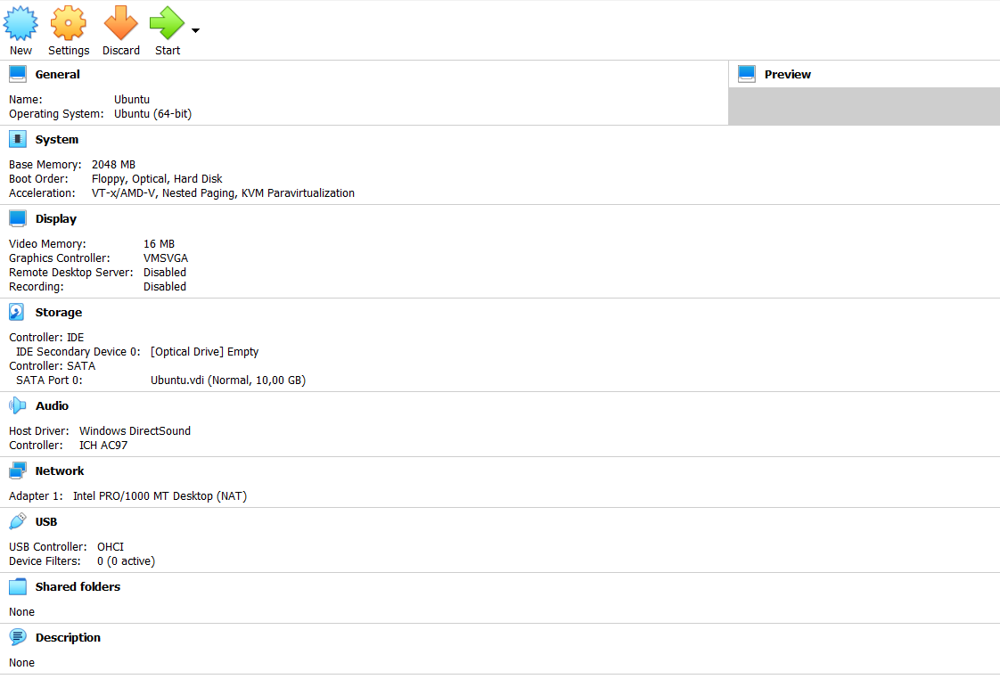 New Settings Discard Start
General
Preview
Name: Ubuntu
Operating System: Ubuntu (64-bit)
System
Base Memory: 2048 MB
Boot Order: Floppy, Optical, Hard Disk
Acceleration: VT-x/AMD-V, Nested Paging, KVM Paravirtualization
Display
Video Memory: 16 MB
Graphics Controller: VMSVGA
Remote Desktop Server: Disabled
Recording: Disabled
Storage
Controller: IDE
IDE Secondary Device 0: [Optical Drive] Empty
Controller: SATA
SATA Port 0: Ubuntu.vdi (Normal, 10,00 GB)
Audio
Host Driver: Windows DirectSound
Controller: ICH AC97
Network
Adapter 1: Intel PRO/1000 MT Desktop (NAT)
USB
USB Controller: OHCI
Device Filters: 0 (0 active)
Shared folders
None
Description
None